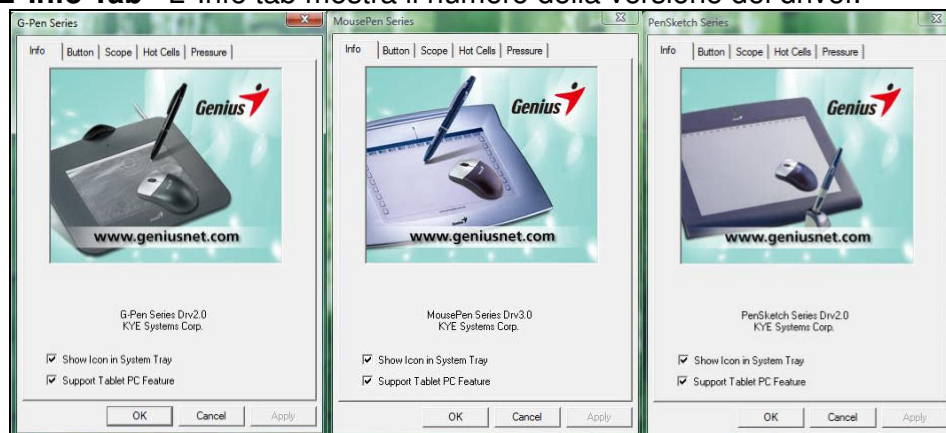 Info Tab - L'Info tab mostra il numero della versione dei driver.
G-Pen Series
Info Button Scope Hot Cells Pressure
Genius
www.geniusnet.com
G-Pen Series Drv2.0
KYE Systems Corp.
Show Icon in System Tray
Support Tablet PC Feature
OK Cancel Apply
MousePen Series
Info Button Scope Hot Cells Pressure
Genius
www.geniusnet.com
MousePen Series Drv3.0
KYE Systems Corp.
Show Icon in System Tray
Support Tablet PC Feature
OK Cancel Apply
PenSketch Series
Info Button Scope Hot Cells Pressure
Genius
www.geniusnet.com
PenSketch Series Drv2.0
KYE Systems Corp.
Show Icon in System Tray
Support Tablet PC Feature
OK Cancel Apply